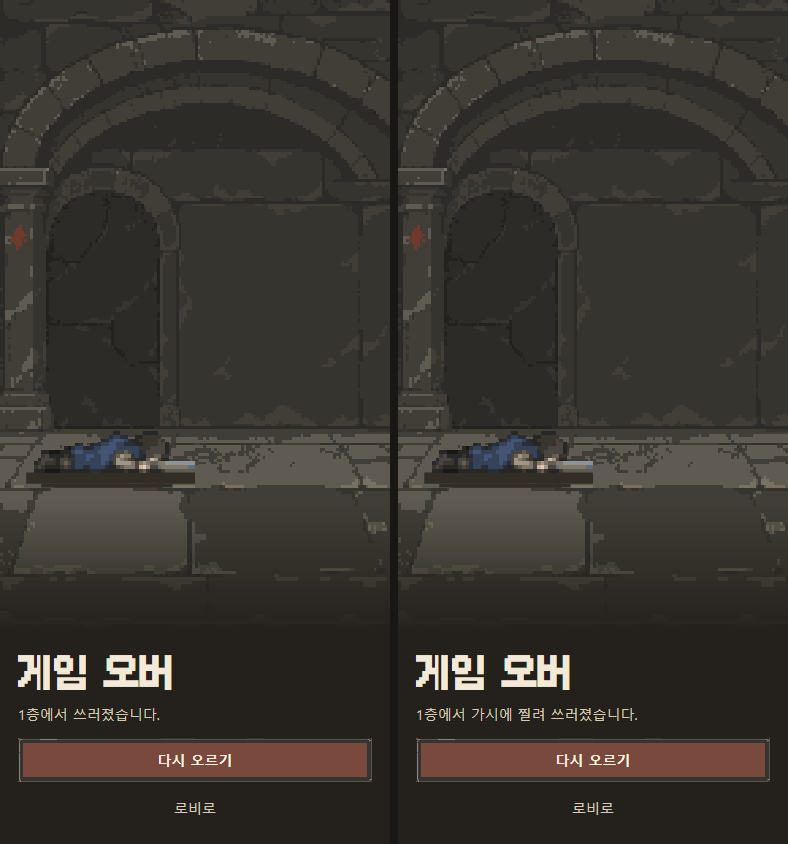 게임 오버
1층에서 쓰러졌습니다.
다시 오르기
로비로
게임 오버
1층에서 가시에 찔려 쓰러졌습니다.
다시 오르기
로비로